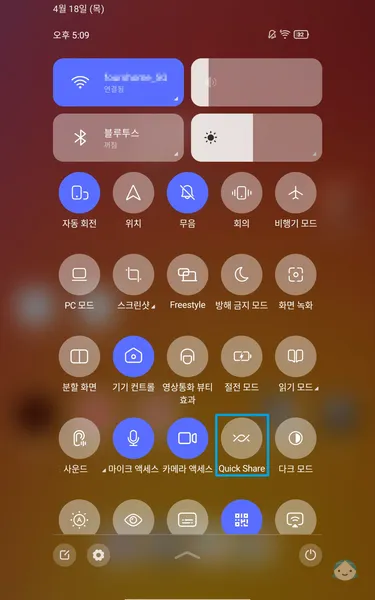 4월 18일 (목)
오후 5:09
92
연결됨
블루투스
꺼짐
자동 회전
위치
무음
회의
비행기 모드
PC 모드
스크린샷
Freestyle
방해 금지 모드
화면 녹화
분할 화면
기기 컨트롤
영상통화 뷰티
효과
절전 모드
읽기 모드
사운드
마이크 액세스
카메라 액세스
Quick Share
다크 모드